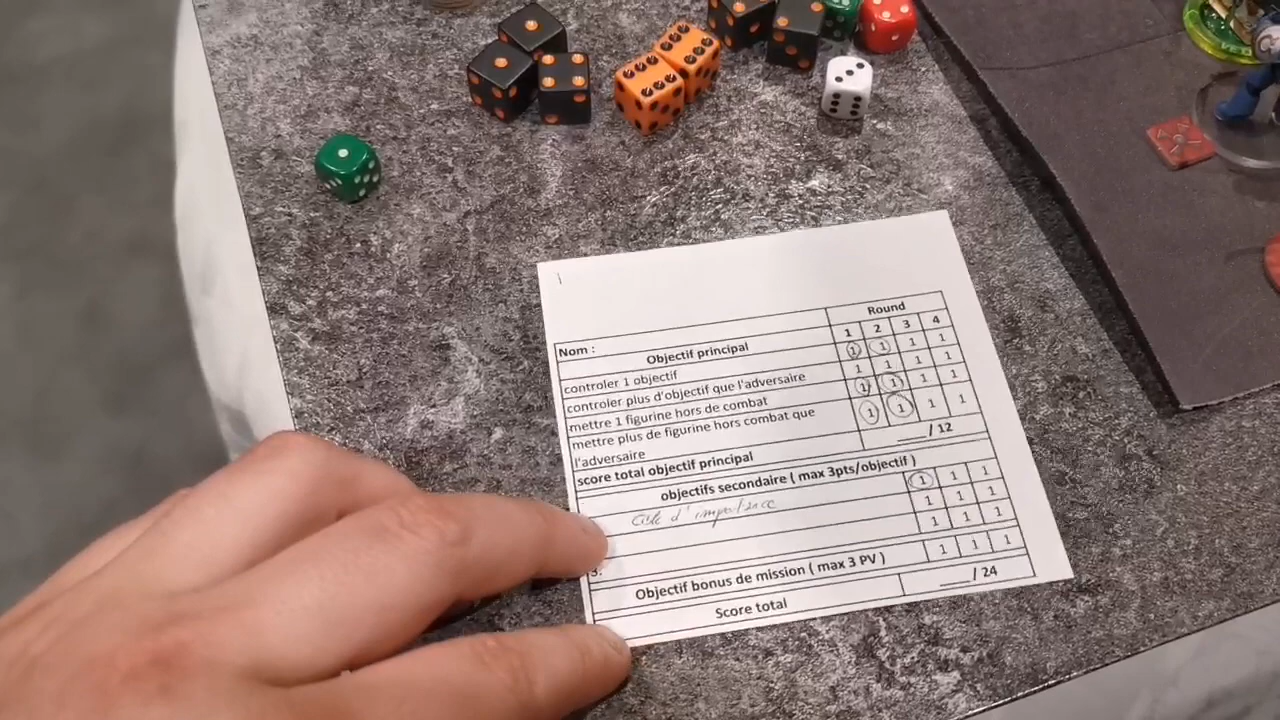 Round
Nom :
Objectif principal 1 2 3 4
controler 1 objectif 1 1 1 1
controler plus d'objectif que l'adversaire 1 1 1 1
mettre 1 figurine hors de combat 1 1 1 1
mettre plus de figurine hors combat que
l'adversaire 1 1 1 1
score total objectif principal ____ / 12
objectifs secondaire ( max 3pts/objectif )
d'importance 1 1 1
1 1 1
3. 1 1 1
Objectif bonus de mission ( max 3 PV ) 1 1 1
Score total ____ / 24